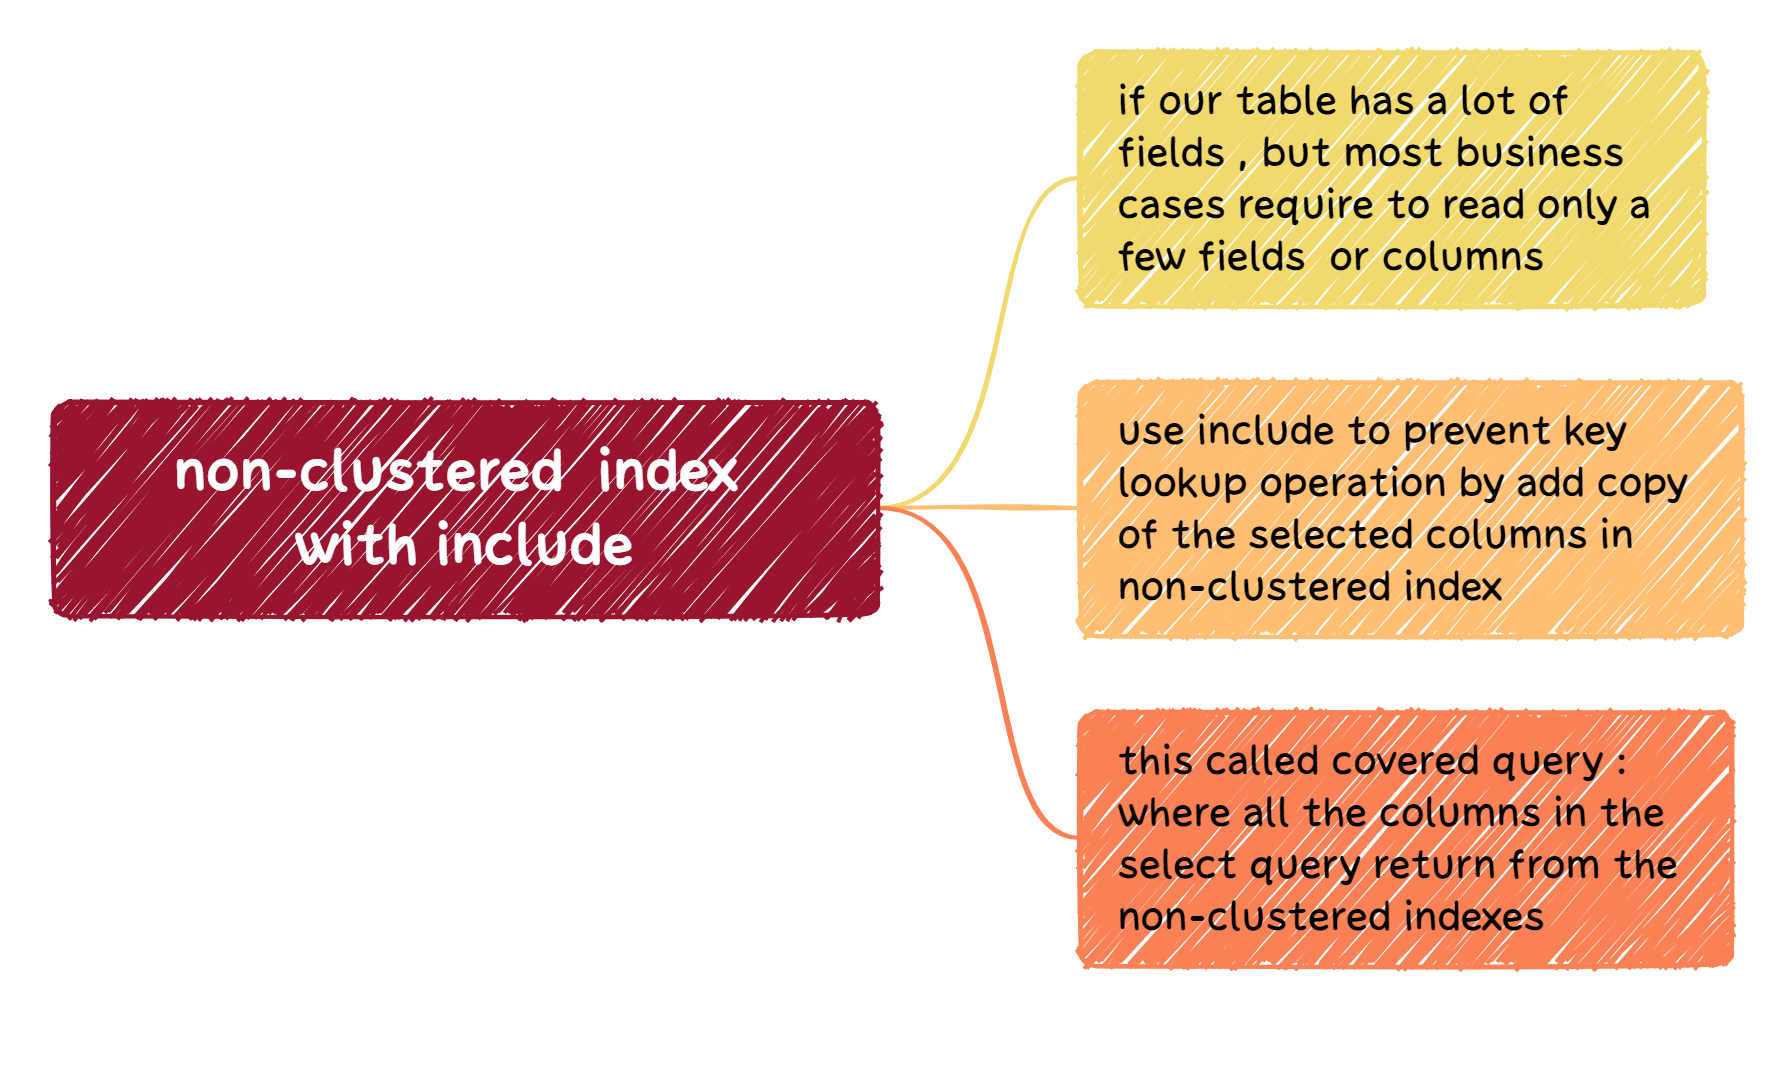 non-clustered  index
with include
if our table has a lot of
fields , but most business
cases require to read only a
few fields  or columns
use include to prevent key
lookup operation by add copy
of the selected columns in
non-clustered index
this called covered query :
where all the columns in the
select query return from the
non-clustered indexes